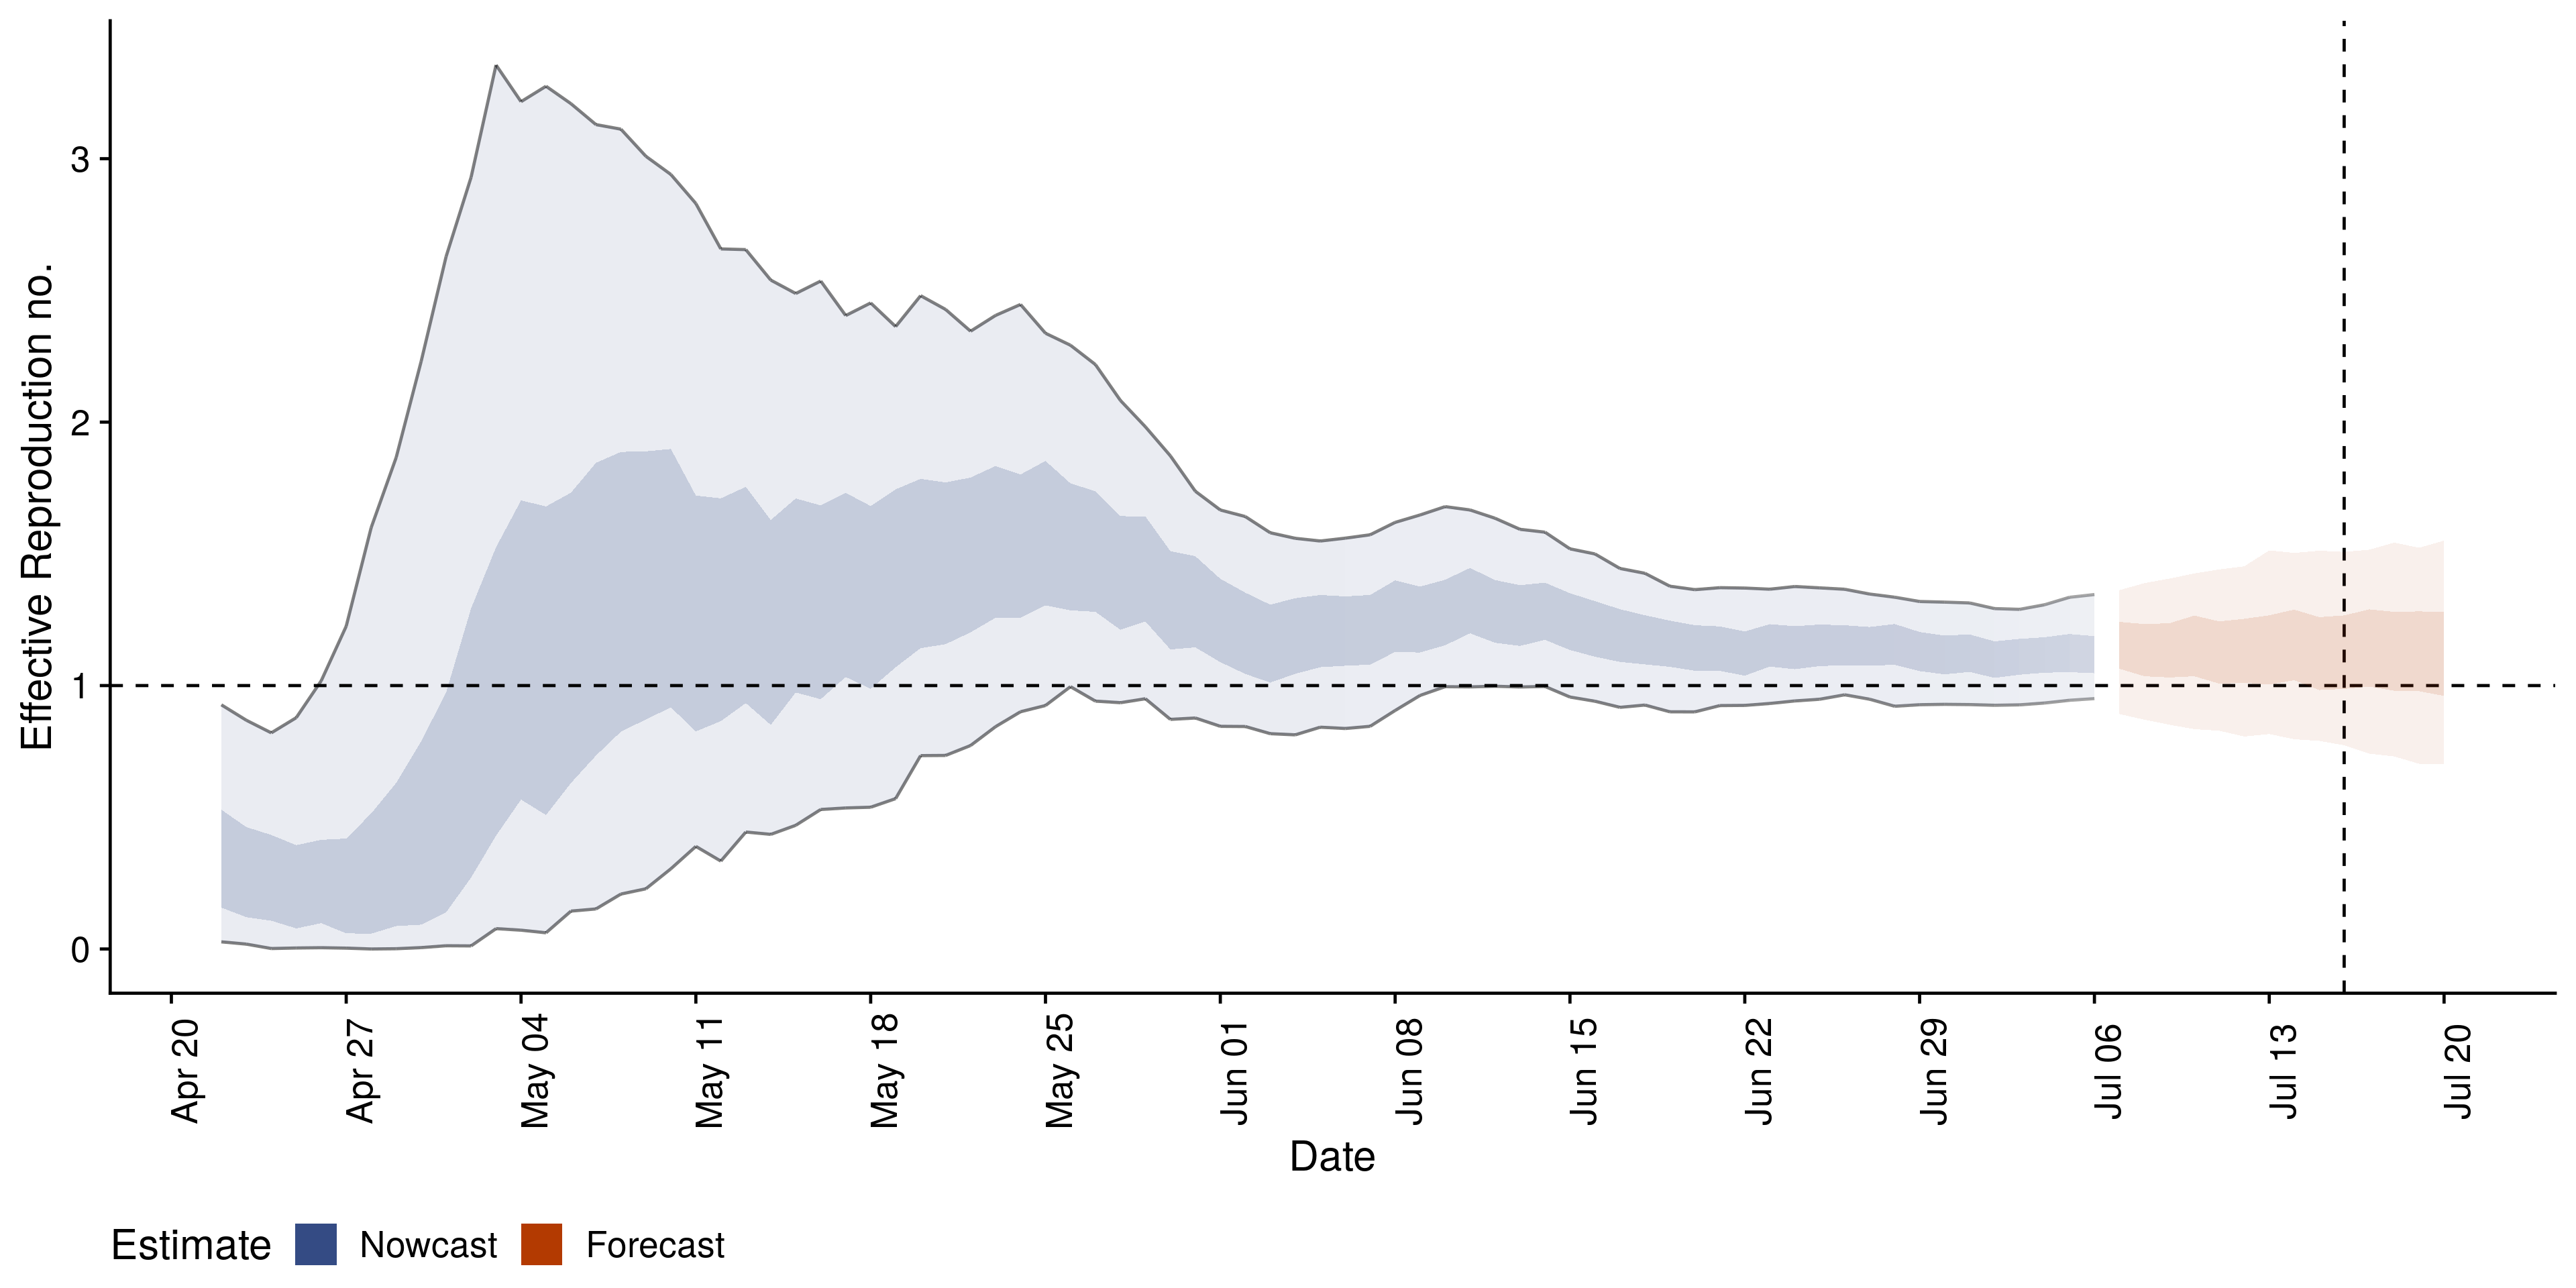 Effective Reproduction no.
3
2
1
0
Apr 20
Apr 27
May 04
May 11
May 18
May 25
Jun 01
Jun 08
Jun 15
Jun 22
Jun 29
Jul 06
Jul 13
Jul 20
Date
Estimate Nowcast Forecast